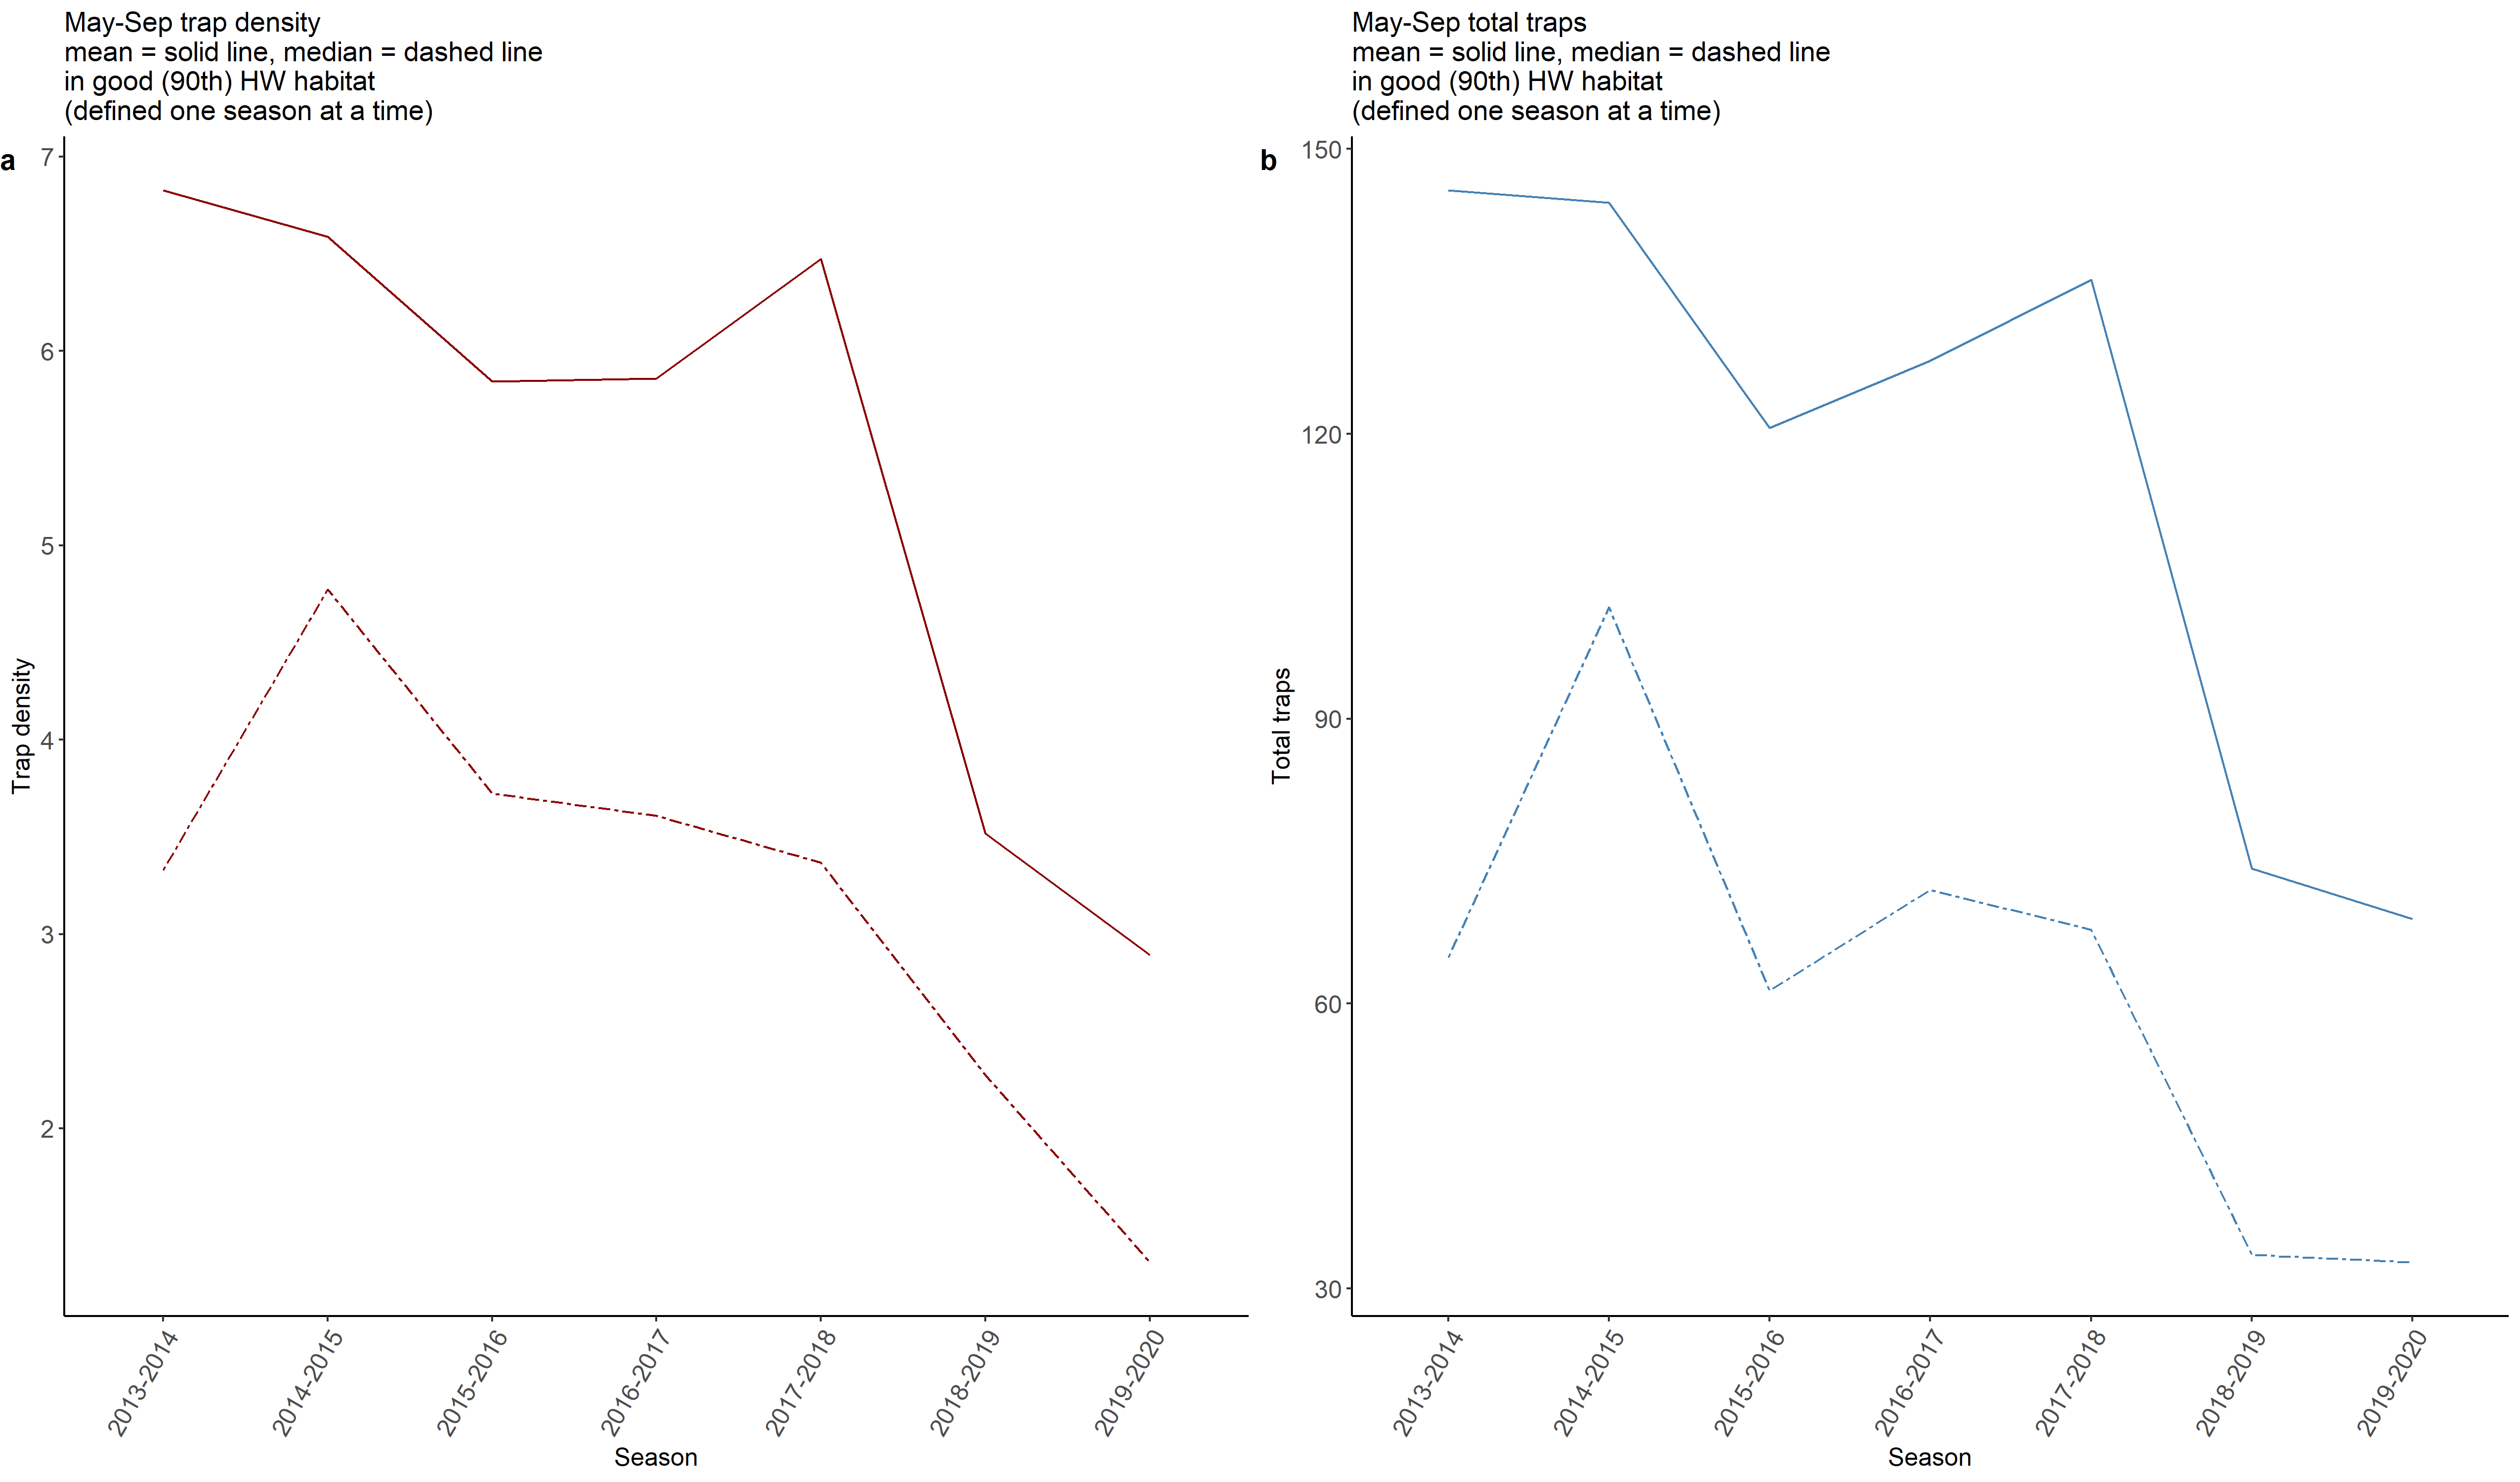 May-Sep trap density
mean = solid line, median = dashed line
in good (90th) HW habitat
(defined one season at a time)
a
7
6
5
4
3
2
Trap density
2013-2014
2014-2015
2015-2016
2016-2017
2017-2018
2018-2019
2019-2020
Season
May-Sep total traps
mean = solid line, median = dashed line
in good (90th) HW habitat
(defined one season at a time)
b
150
120
90
60
30
Total traps
2013-2014
2014-2015
2015-2016
2016-2017
2017-2018
2018-2019
2019-2020
Season